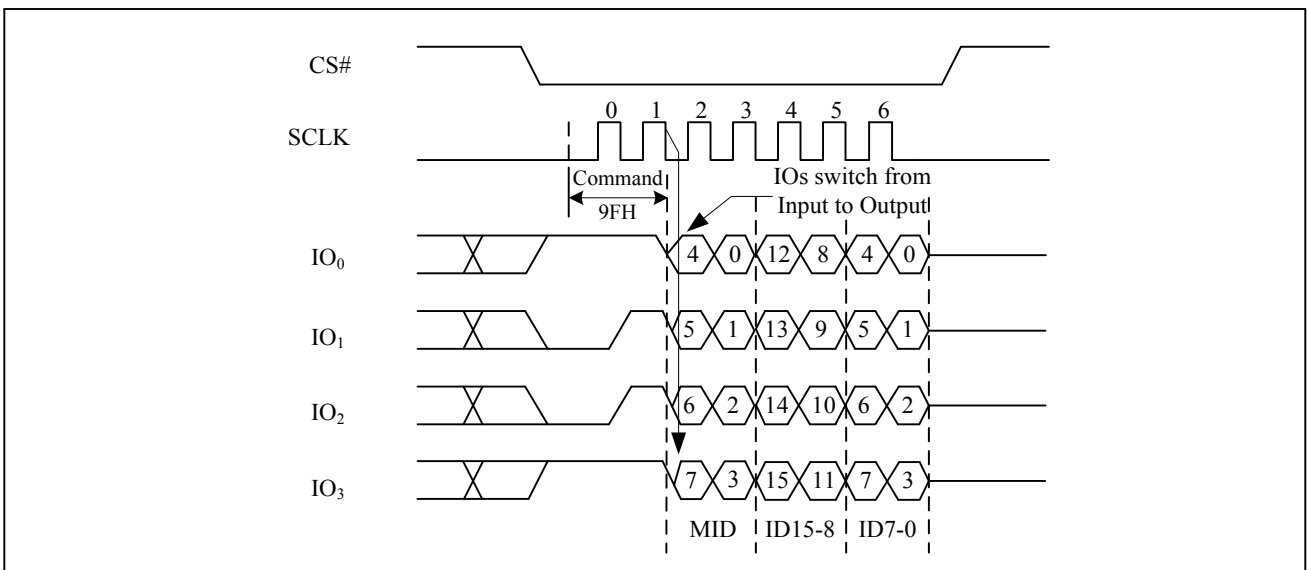 CS#
0 1 2 3 4 5 6
SCLK
Command
9FH
IOs switch from
Input to Output
IO₀ 4 0 12 8 4 0
IO₁ 5 1 13 9 5 1
IO₂ 6 2 14 10 6 2
IO₃ 7 3 15 11 7 3
MID ID15-8 ID7-0